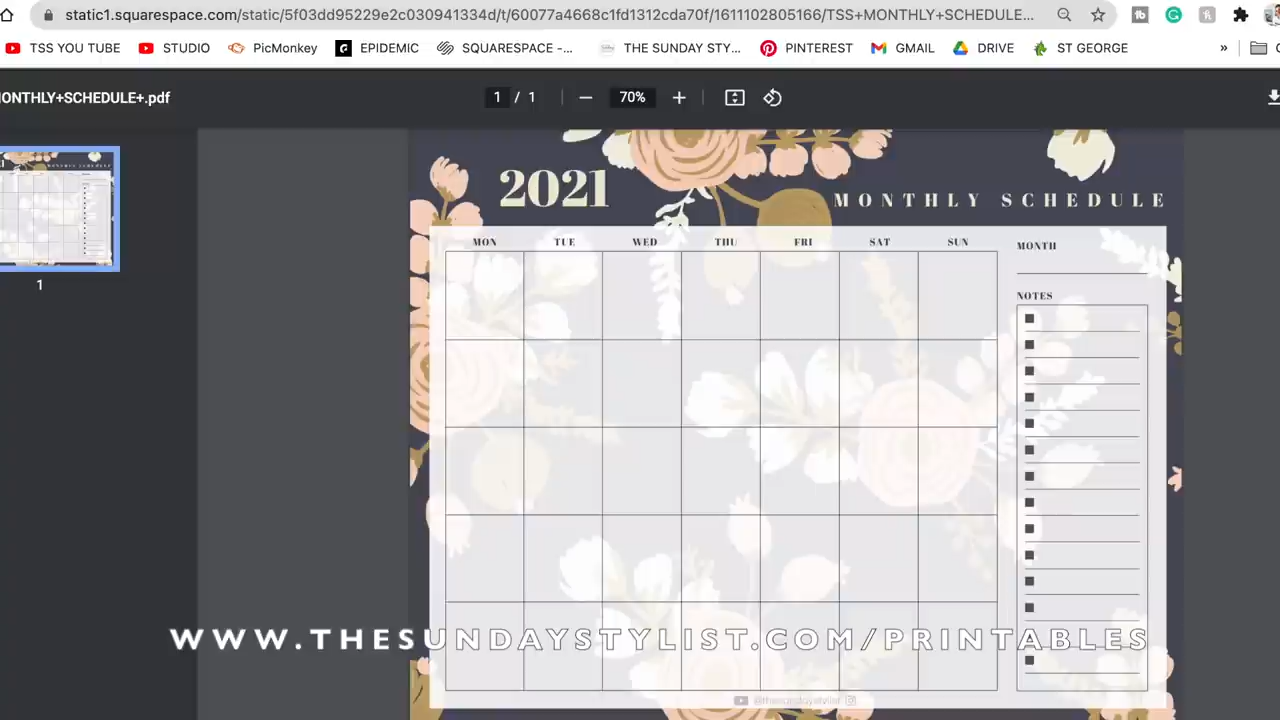 static1.squarespace.com/static/5f03dd95229e2c030941334d/t/60077a4668c1fd1312cda70f/1611102805166/TSS+MONTHLY+SCHEDULE...
TSS YOU TUBE STUDIO PicMonkey EPIDEMIC SQUARESPACE -... THE SUNDAY STY... PINTEREST GMAIL DRIVE ST GEORGE »
ONTHLY+SCHEDULE+.pdf 1 / 1 70%
2021 MONTHLY SCHEDULE
MON TUE WED THU FRI SAT SUN
MONTH
NOTES
1
WWW.THESUNDAYSTYLIST.COM/PRINTABLES
@thesundaystylist